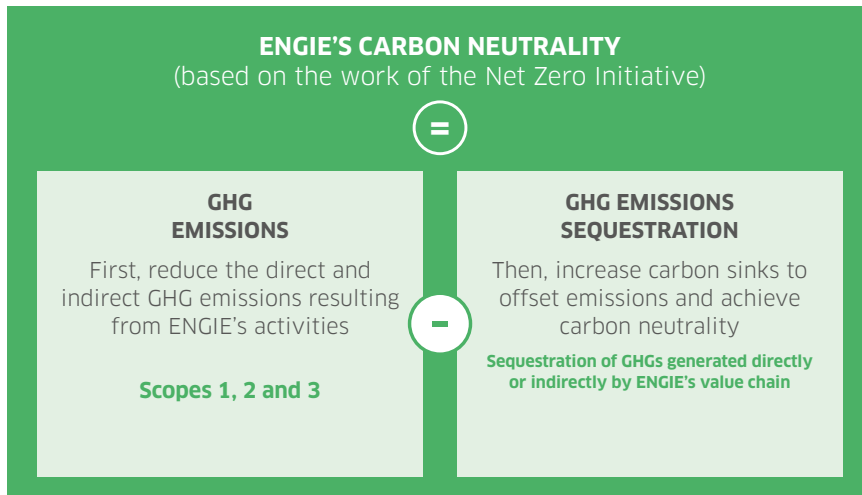 ENGIE'S CARBON NEUTRALITY
(based on the work of the Net Zero Initiative)
=
GHG
EMISSIONS
First, reduce the direct and
indirect GHG emissions resulting
from ENGIE's activities
Scopes 1, 2 and 3
-
GHG EMISSIONS
SEQUESTRATION
Then, increase carbon sinks to
offset emissions and achieve
carbon neutrality
Sequestration of GHGs generated directly
or indirectly by ENGIE's value chain